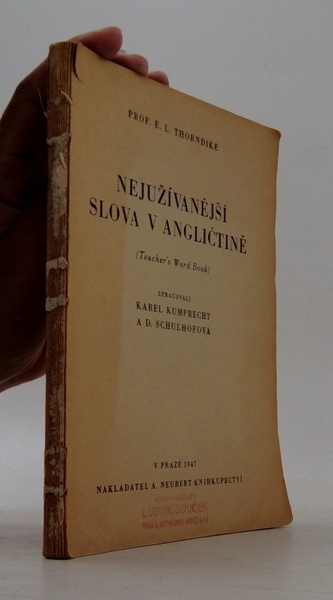 PROF. E. L. THORNDIKE
NEJUŽÍVANĚJŠÍ
SLOVA V ANGLIČTINĚ
(Teacher's Word Book)
ZPRACOVALI
KAREL KUMPRECHT
A D. SCHULHOFOVÁ
V PRAZE 1947
NAKLADATEL A. NEUBERT KNIHKUPECTVÍ
LUDVÍK SOUČEK